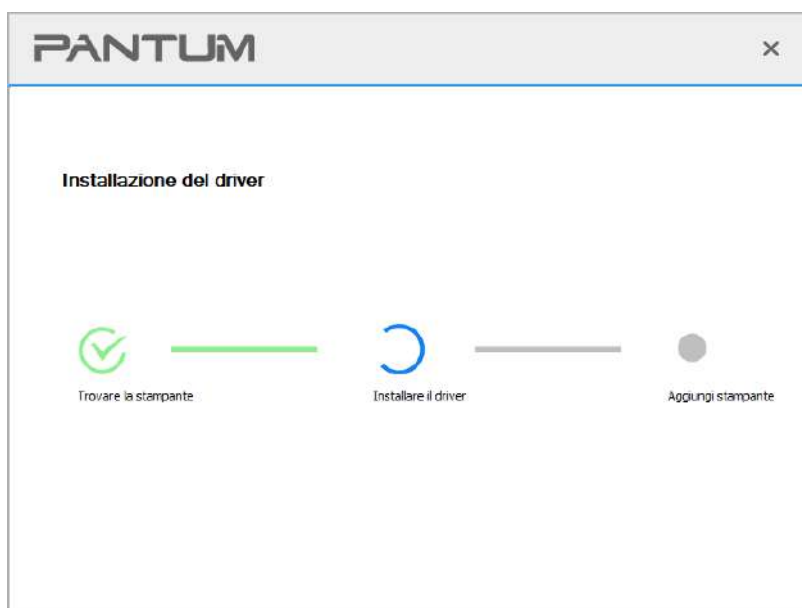 PANTUM
Installazione del driver
Trovare la stampante
Installare il driver
Aggiungi stampante